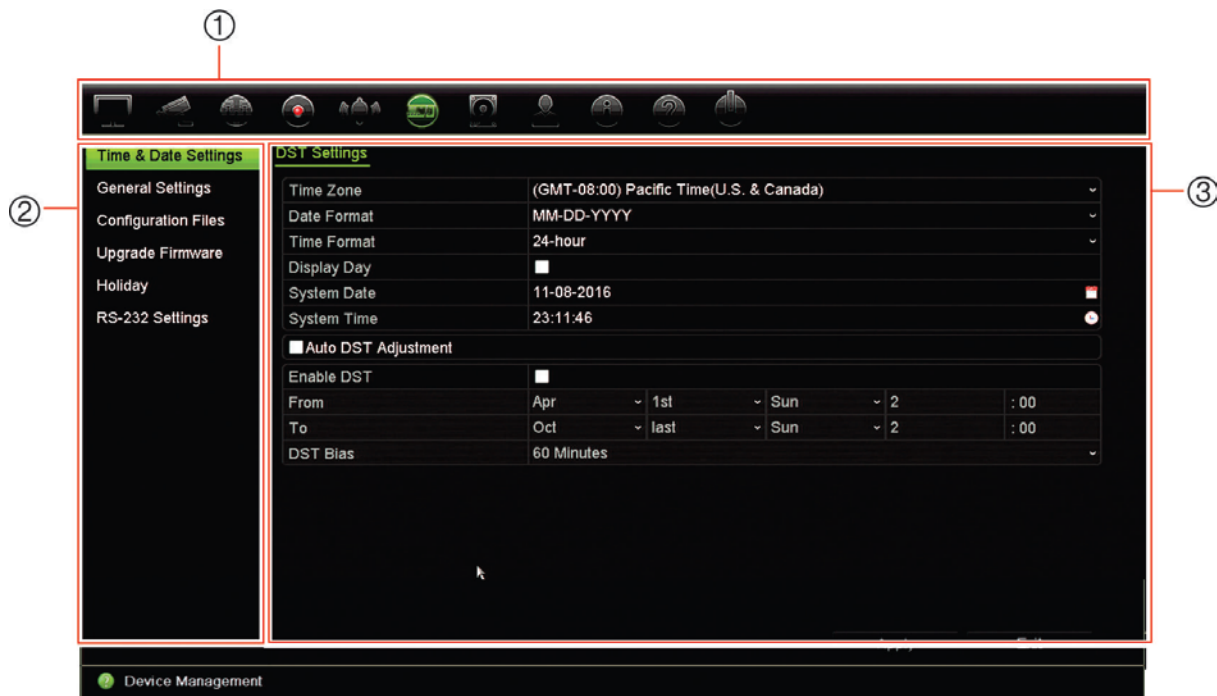 ①
Time & Date Settings
General Settings
Configuration Files
Upgrade Firmware
Holiday
RS-232 Settings
②
DST Settings
Time Zone (GMT-08:00) Pacific Time(U.S. & Canada)
Date Format MM-DD-YYYY
Time Format 24-hour
Display Day
System Date 11-08-2016
System Time 23:11:46
Auto DST Adjustment
Enable DST
From Apr 1st Sun 2 : 00
To Oct last Sun 2 : 00
DST Bias 60 Minutes
③
Device Management